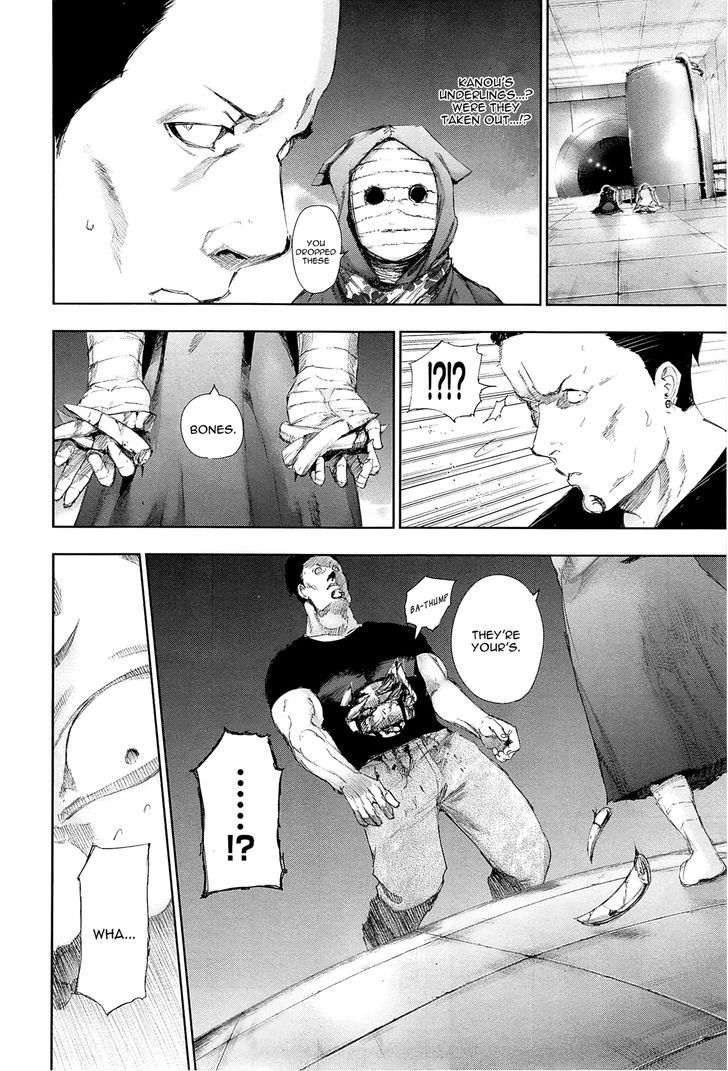 KANOU'S
UNDERLINGS...?
WERE THEY
TAKEN OUT...!?
YOU
DROPPED
THESE
!?!?
BONES.
THEY'RE
YOUR'S.
BA-THUMP
......
!?
WHA...